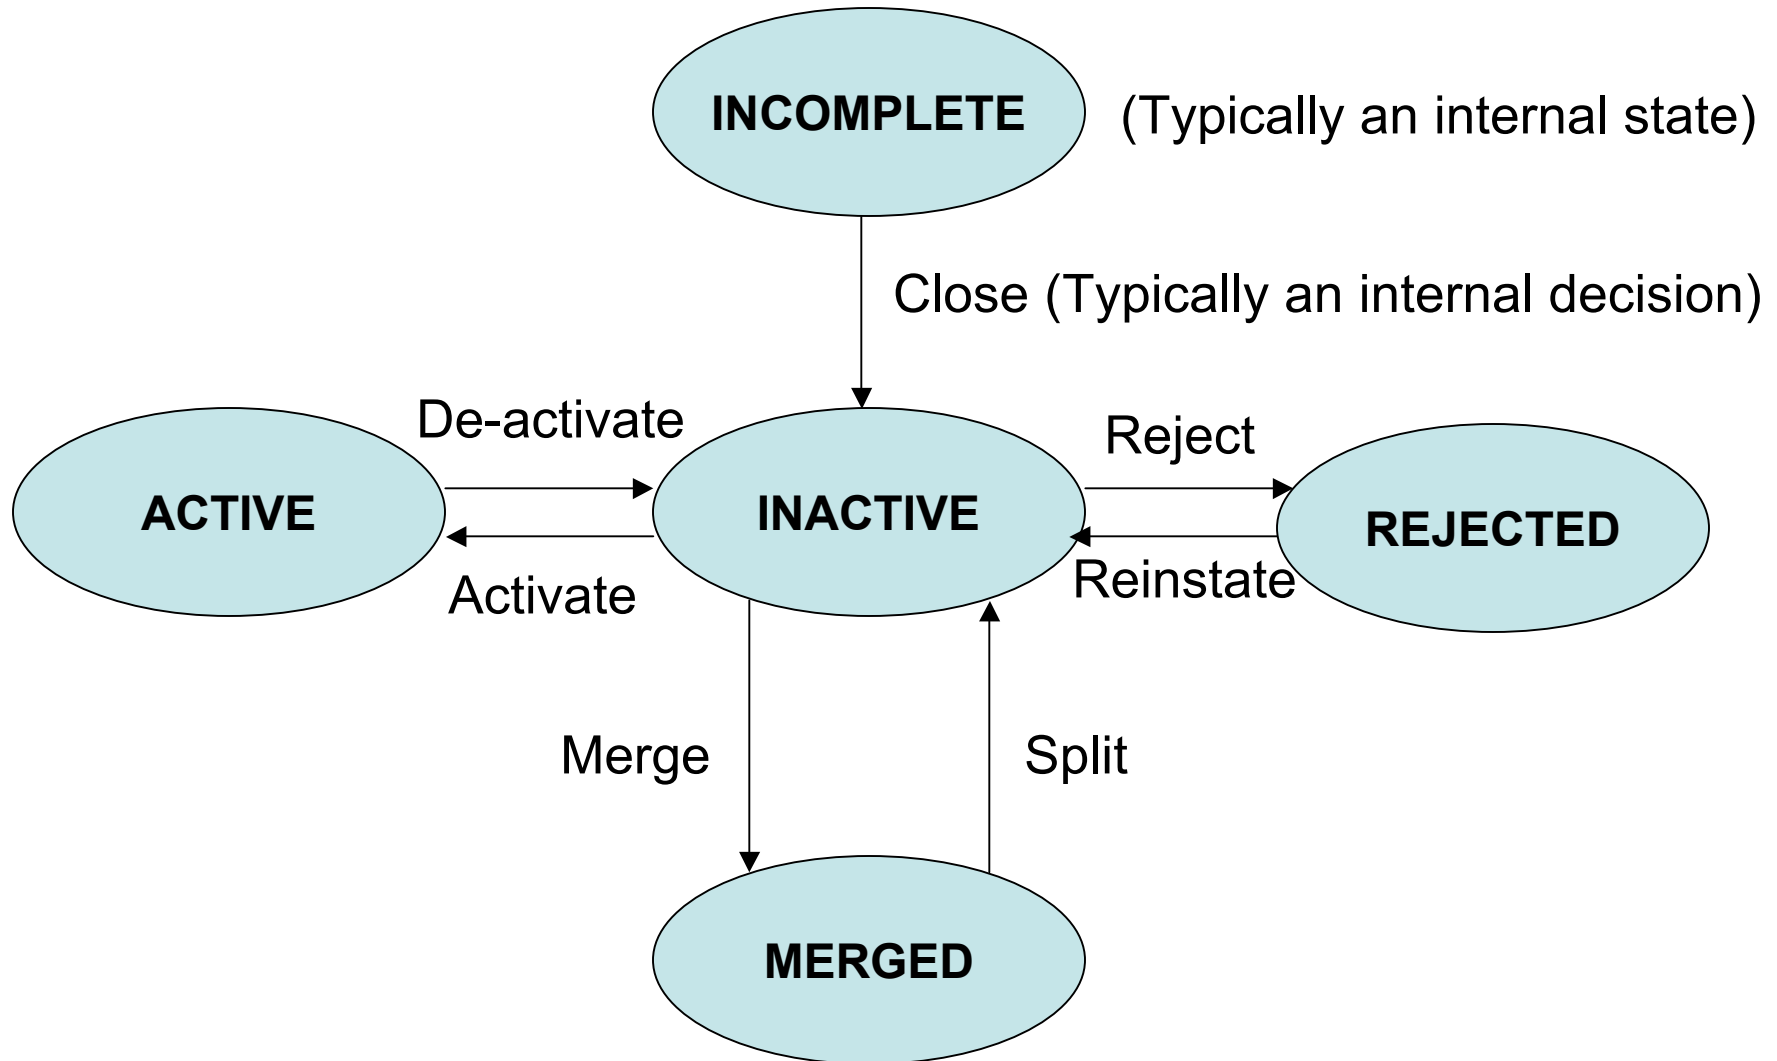 INCOMPLETE
(Typically an internal state)
Close (Typically an internal decision)
De-activate
Reject
ACTIVE
INACTIVE
REJECTED
Activate
Reinstate
Merge
Split
MERGED